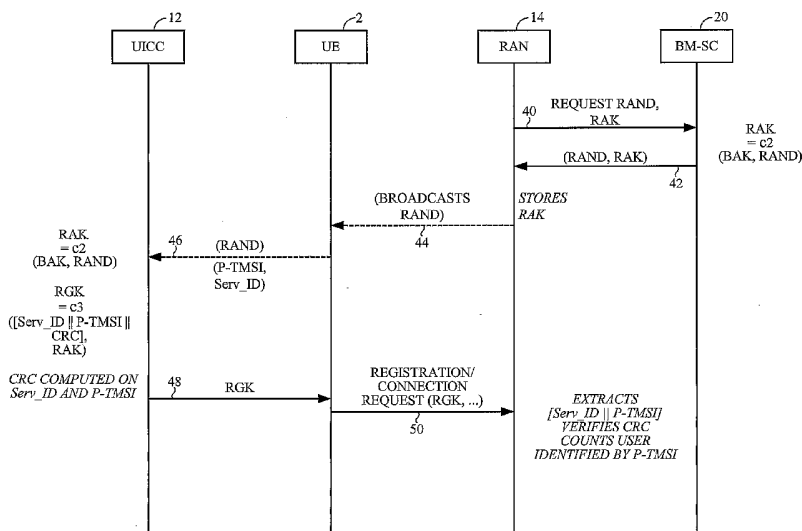 12
2
14
20
UICC
UE
RAN
BM-SC
40
REQUEST RAND,
RAK
RAK
= c2
(BAK, RAND)
(RAND, RAK)
42
(BROADCASTS
RAND)
STORES
RAK
44
RAK
= c2
(BAK, RAND)
46
(RAND)
(P-TMSI,
Serv_ID)
RGK
= c3
([Serv_ID || P-TMSI ||
CRC],
RAK)
CRC COMPUTED ON
Serv_ID AND P-TMSI
48
RGK
REGISTRATION/
CONNECTION
REQUEST (RGK, ...)
50
EXTRACTS
[Serv_ID || P-TMSI]
VERIFIES CRC
COUNTS USER
IDENTIFIED BY P-TMSI